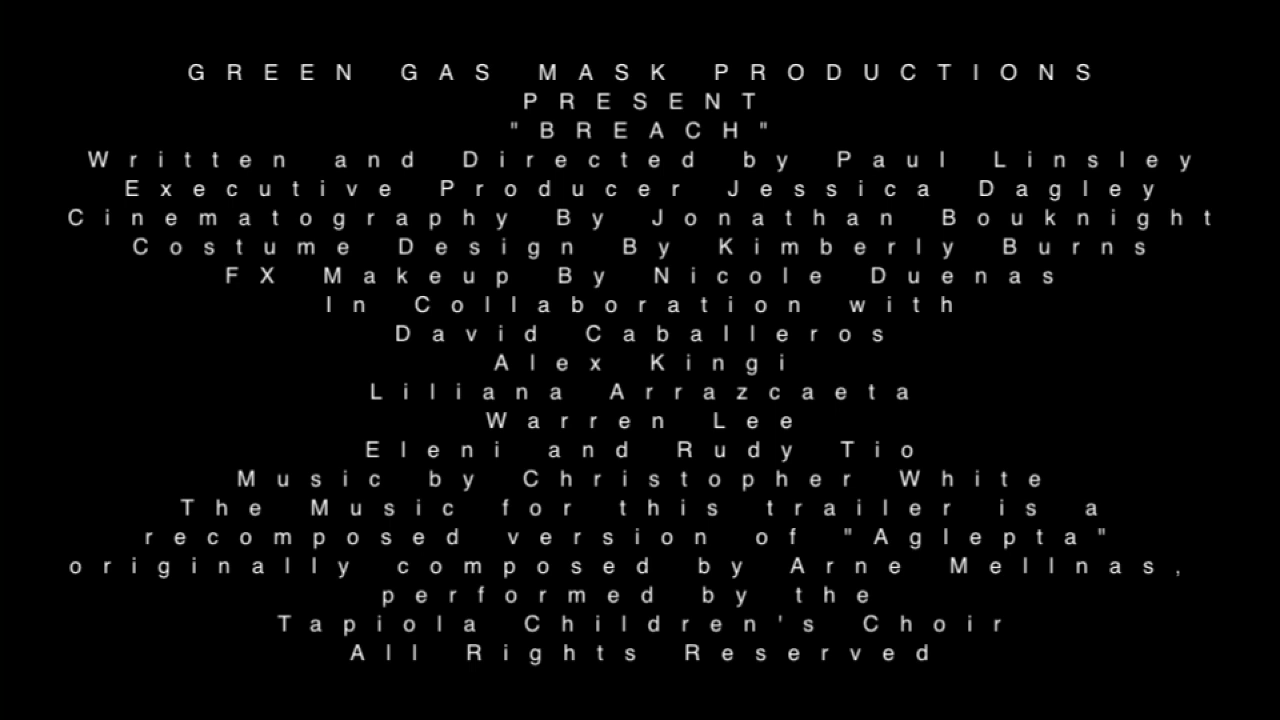 GREEN GAS MASK PRODUCTIONS
PRESENT
"BREACH"
Written and Directed by Paul Linsley
Executive Producer Jessica Dagley
Cinematography By Jonathan Bouknight
Costume Design By Kimberly Burns
FX Makeup By Nicole Duenas
In Collaboration with
David Caballeros
Alex Kingi
Liliana Arrazcaeta
Warren Lee
Eleni and Rudy Tio
Music by Christopher White
The Music for this trailer is a
recomposed version of "Aglepta"
originally composed by Arne Mellnas,
performed by the
Tapiola Children's Choir
All Rights Reserved